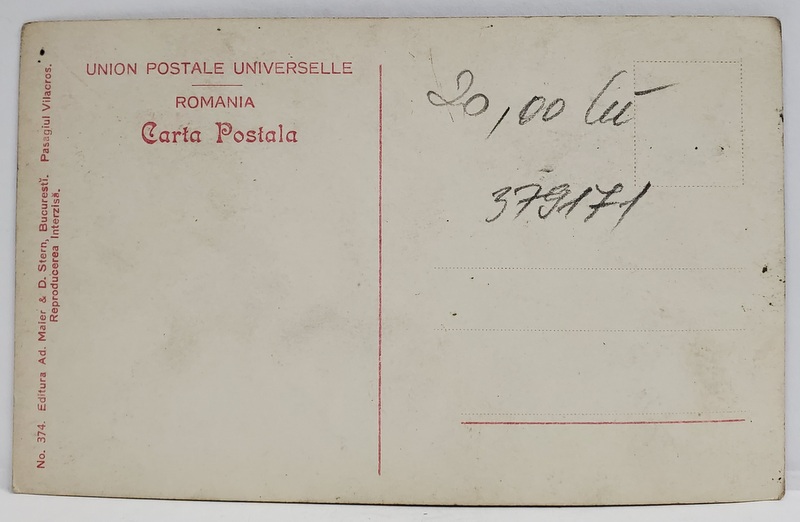 UNION POSTALE UNIVERSELLE
ROMANIA
Carta Postala
No. 374. Editura Ad. Maier & D. Stern, Bucuresti. Pasagiul Vilacros.
Reproducerea Interzisă.
20,00 lei
379171